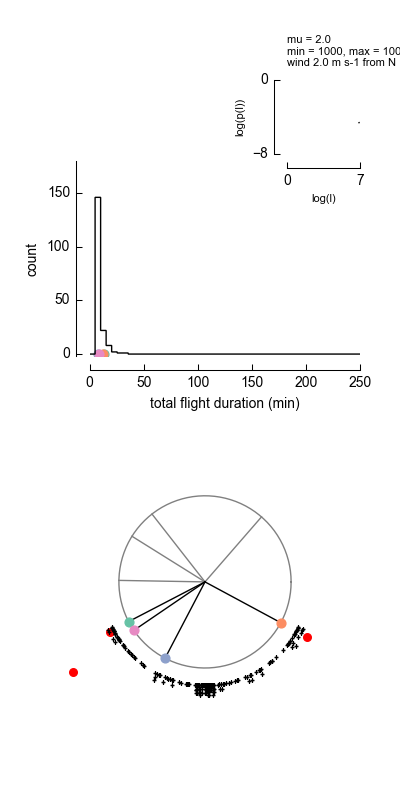 mu = 2.0
min = 1000, max = 100
wind 2.0 m s-1 from N
0
log(p(l))
−8
0 7
log(l)
150
100
count
50
0
0 50 100 150 200 250
total flight duration (min)